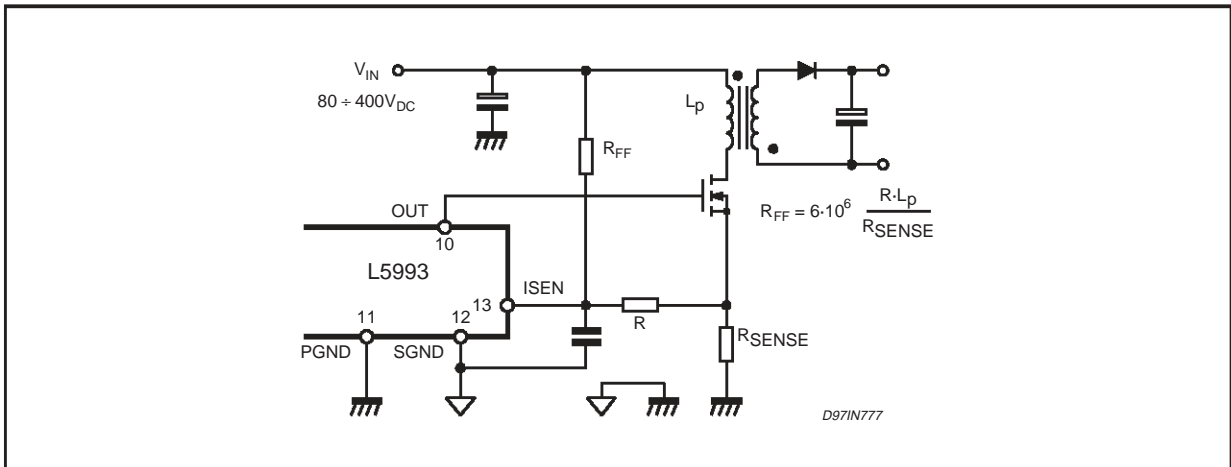 V_IN
80 ÷ 400V_DC
L_p
R_FF
R_FF = 6·10^6 R·L_p / R_SENSE
OUT
10
L5993
ISEN
13
11
12
R
R_SENSE
PGND
SGND
D97IN777